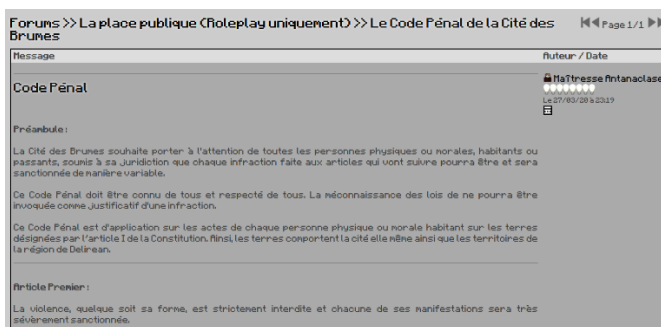 Forums >> La place publique (Roleplay uniquement) >> Le Code Pénal de la Cité des Brumes
Page 1/1
Message
Auteur / Date
Code Pénal
Maîtresse Antanaclase
Le 27/03/20 à 23:19
Préambule :
La Cité des Brumes souhaite porter à l'attention de toutes les personnes physiques ou morales, habitants ou
passants, soumis à sa juridiction que chaque infraction faite aux articles qui vont suivre pourra être et sera
sanctionnée de manière variable.
Ce Code Pénal doit être connu de tous et respecté de tous. La méconnaissance des lois de ne pourra être
invoquée comme justificatif d'une infraction.
Ce Code Pénal est d'application sur les actes de chaque personne physique ou morale habitant sur les terres
désignées par l'article I de la Constitution. Ainsi, les terres comportent la cité elle même ainsi que les territoires de
la région de Delirean.
Article Premier :
La violence, quelque soit sa forme, est strictement interdite et chacune de ses manifestations sera très
sévèrement sanctionnée.